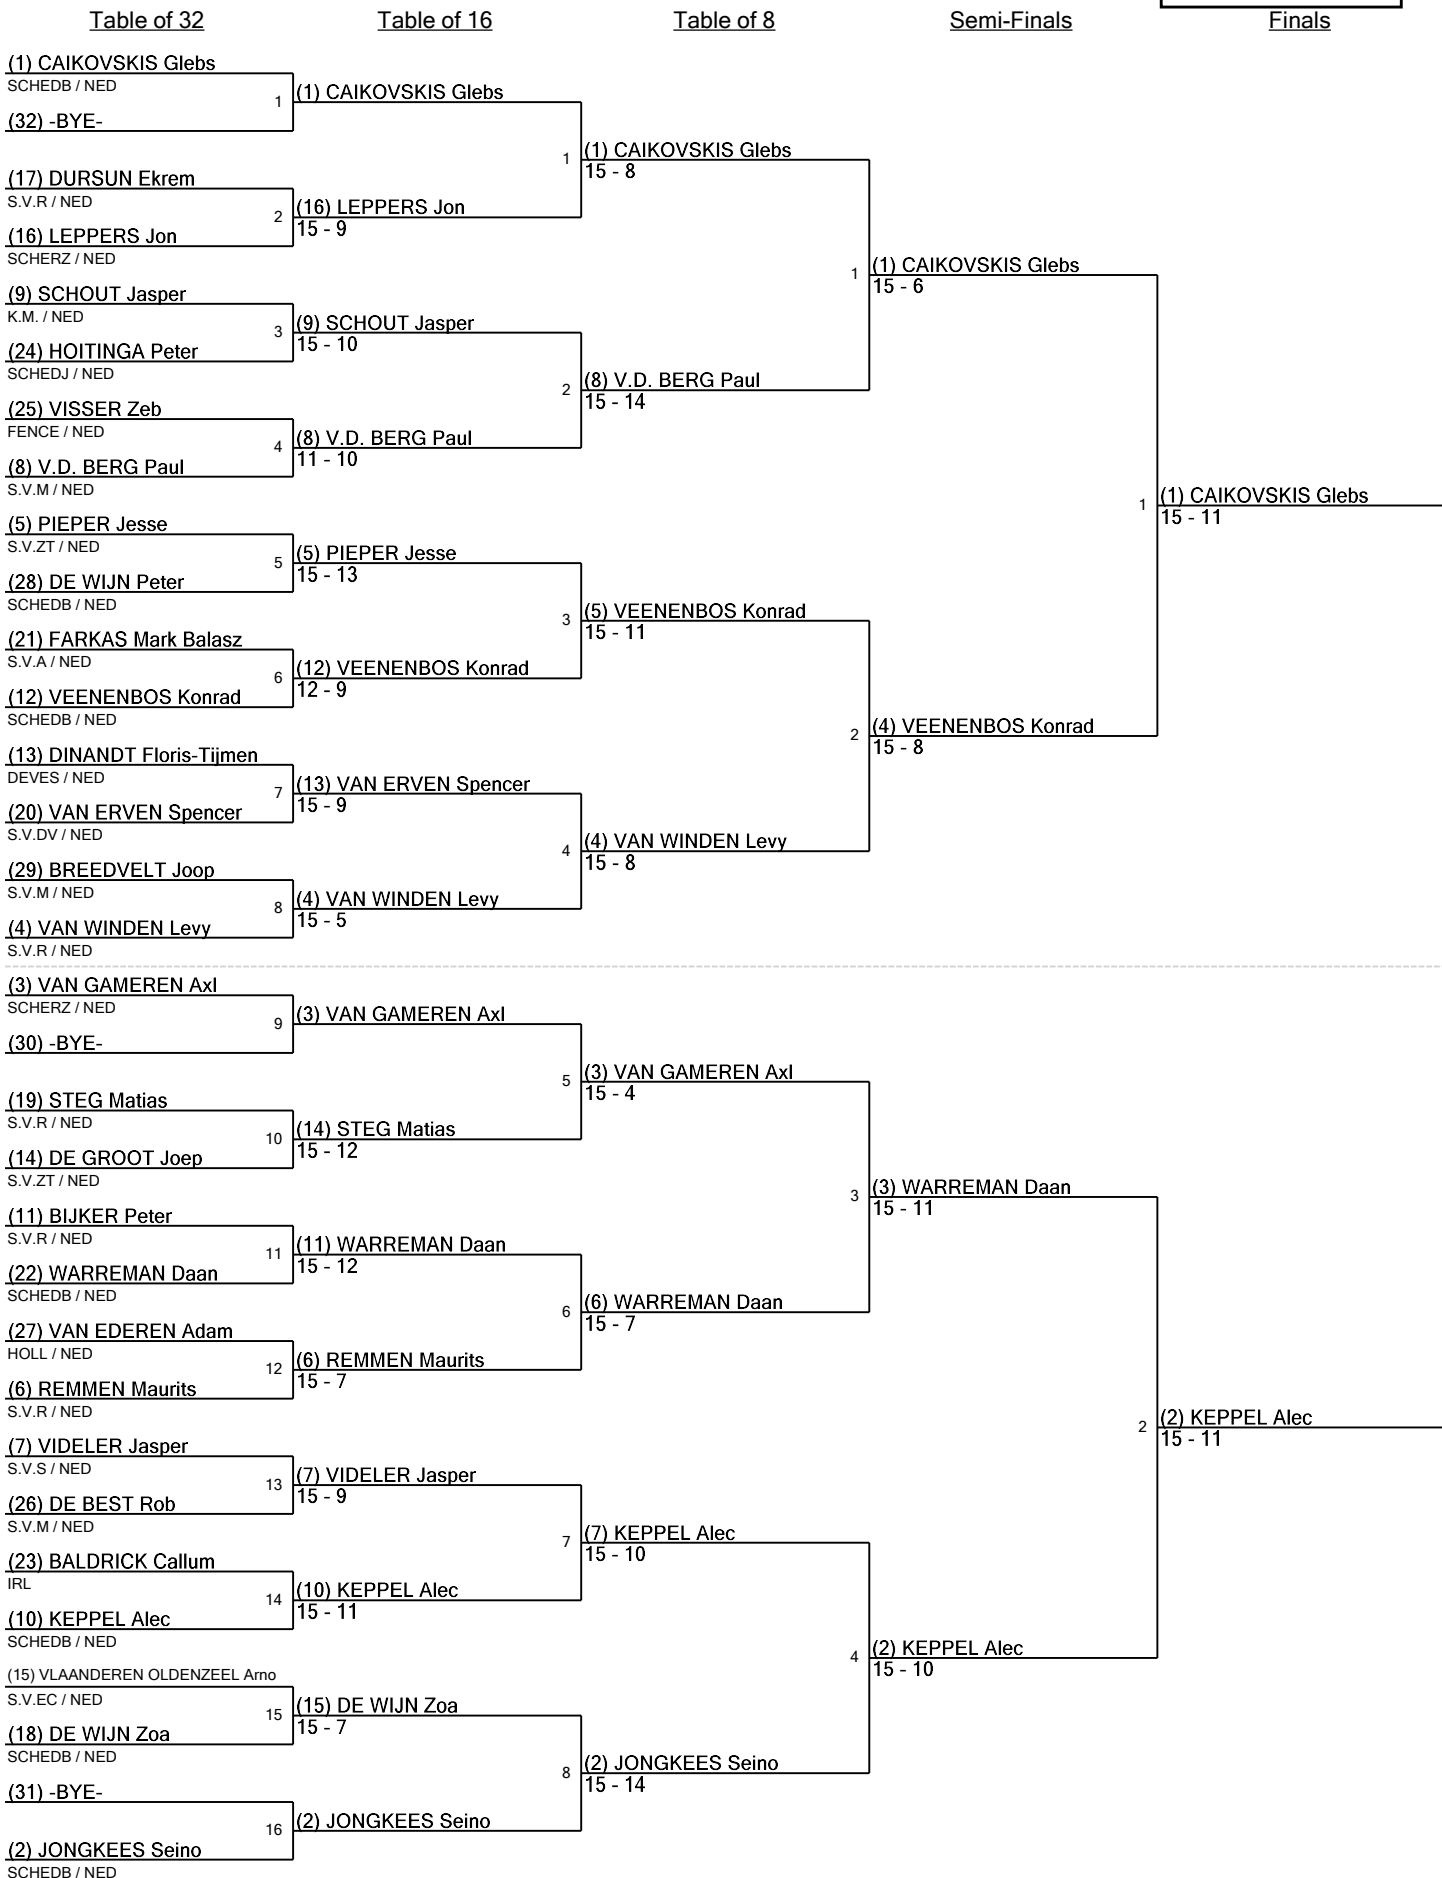 Table of 32
Table of 16
Table of 8
Semi-Finals
Finals
(1) CAIKOVSKIS Glebs
SCHEDB / NED
1
(32) -BYE-
(17) DURSUN Ekrem
S.V.R / NED
2
(16) LEPPERS Jon
SCHERZ / NED
(9) SCHOUT Jasper
K.M. / NED
3
(24) HOITINGA Peter
SCHEDJ / NED
(25) VISSER Zeb
FENCE / NED
4
(8) V.D. BERG Paul
S.V.M / NED
(5) PIEPER Jesse
S.V.ZT / NED
5
(28) DE WIJN Peter
SCHEDB / NED
(21) FARKAS Mark Balasz
S.V.A / NED
6
(12) VEENENBOS Konrad
SCHEDB / NED
(13) DINANDT Floris-Tijmen
DEVES / NED
7
(20) VAN ERVEN Spencer
S.V.DV / NED
(29) BREEDVELT Joop
S.V.M / NED
8
(4) VAN WINDEN Levy
S.V.R / NED
(3) VAN GAMEREN Axl
SCHERZ / NED
9
(30) -BYE-
(19) STEG Matias
S.V.R / NED
10
(14) DE GROOT Joep
S.V.ZT / NED
(11) BIJKER Peter
S.V.R / NED
11
(22) WARREMAN Daan
SCHEDB / NED
(27) VAN EDEREN Adam
HOLL / NED
12
(6) REMMEN Maurits
S.V.R / NED
(7) VIDELER Jasper
S.V.S / NED
13
(26) DE BEST Rob
S.V.M / NED
(23) BALDRICK Callum
IRL
14
(10) KEPPEL Alec
SCHEDB / NED
(15) VLAANDEREN OLDENZEEL Arno
S.V.EC / NED
15
(18) DE WIJN Zoa
SCHEDB / NED
(31) -BYE-
16
(2) JONGKEES Seino
SCHEDB / NED
(1) CAIKOVSKIS Glebs
1
(16) LEPPERS Jon
15 - 9
(9) SCHOUT Jasper
15 - 10
2
(8) V.D. BERG Paul
11 - 10
(5) PIEPER Jesse
15 - 13
3
(12) VEENENBOS Konrad
12 - 9
(13) VAN ERVEN Spencer
15 - 9
4
(4) VAN WINDEN Levy
15 - 5
(3) VAN GAMEREN Axl
5
(14) STEG Matias
15 - 12
(11) WARREMAN Daan
15 - 12
6
(6) REMMEN Maurits
15 - 7
(7) VIDELER Jasper
15 - 9
7
(10) KEPPEL Alec
15 - 11
(15) DE WIJN Zoa
15 - 7
8
(2) JONGKEES Seino
(1) CAIKOVSKIS Glebs
15 - 8
1
(8) V.D. BERG Paul
15 - 14
(5) VEENENBOS Konrad
15 - 11
2
(4) VAN WINDEN Levy
15 - 8
(3) VAN GAMEREN Axl
15 - 4
3
(6) WARREMAN Daan
15 - 7
(7) KEPPEL Alec
15 - 10
4
(2) JONGKEES Seino
15 - 14
(1) CAIKOVSKIS Glebs
15 - 6
1
(4) VEENENBOS Konrad
15 - 8
(3) WARREMAN Daan
15 - 11
2
(2) KEPPEL Alec
15 - 10
(1) CAIKOVSKIS Glebs
15 - 11
(2) KEPPEL Alec
15 - 11